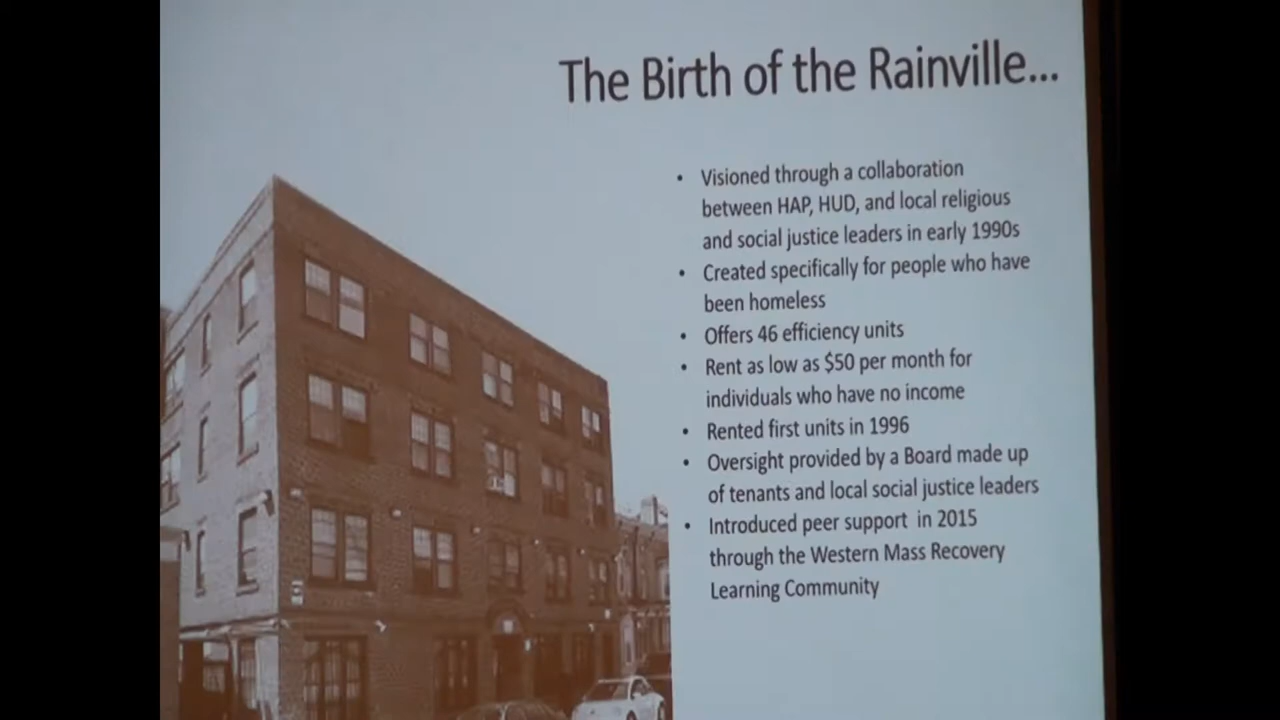 The Birth of the Rainville...
• Visioned through a collaboration
between HAP, HUD, and local religious
and social justice leaders in early 1990s
• Created specifically for people who have
been homeless
• Offers 46 efficiency units
• Rent as low as $50 per month for
individuals who have no income
• Rented first units in 1996
• Oversight provided by a Board made up
of tenants and local social justice leaders
• Introduced peer support  in 2015
through the Western Mass Recovery
Learning Community